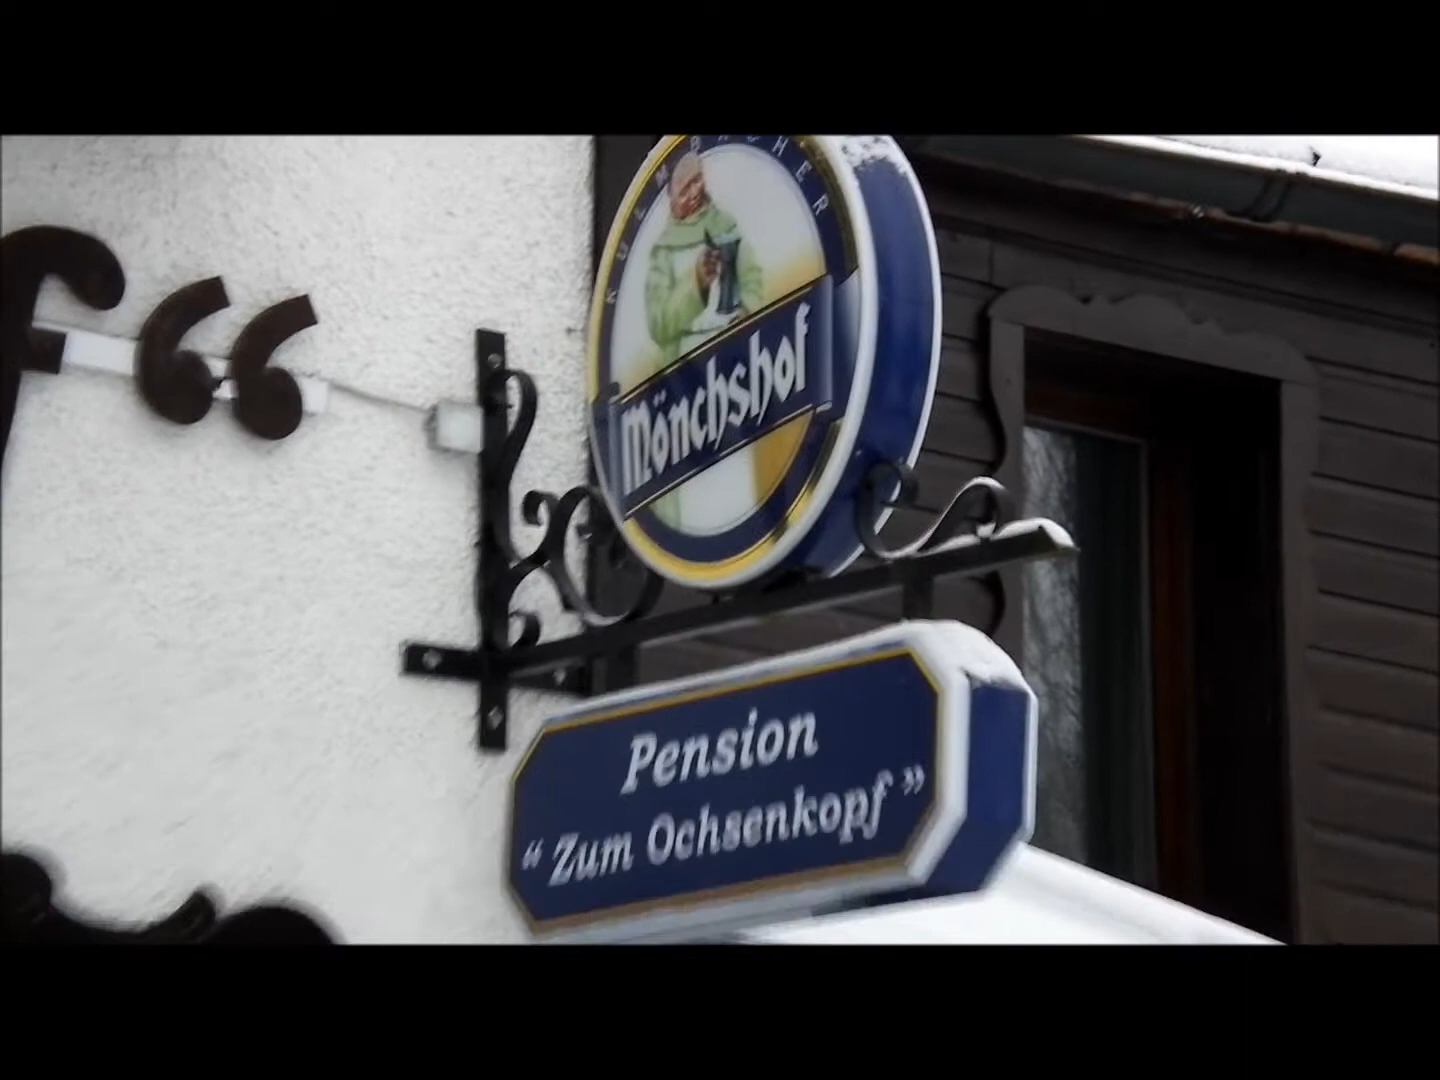 f“
KULMBACHER
Mönchshof
Pension
“ Zum Ochsenkopf ”